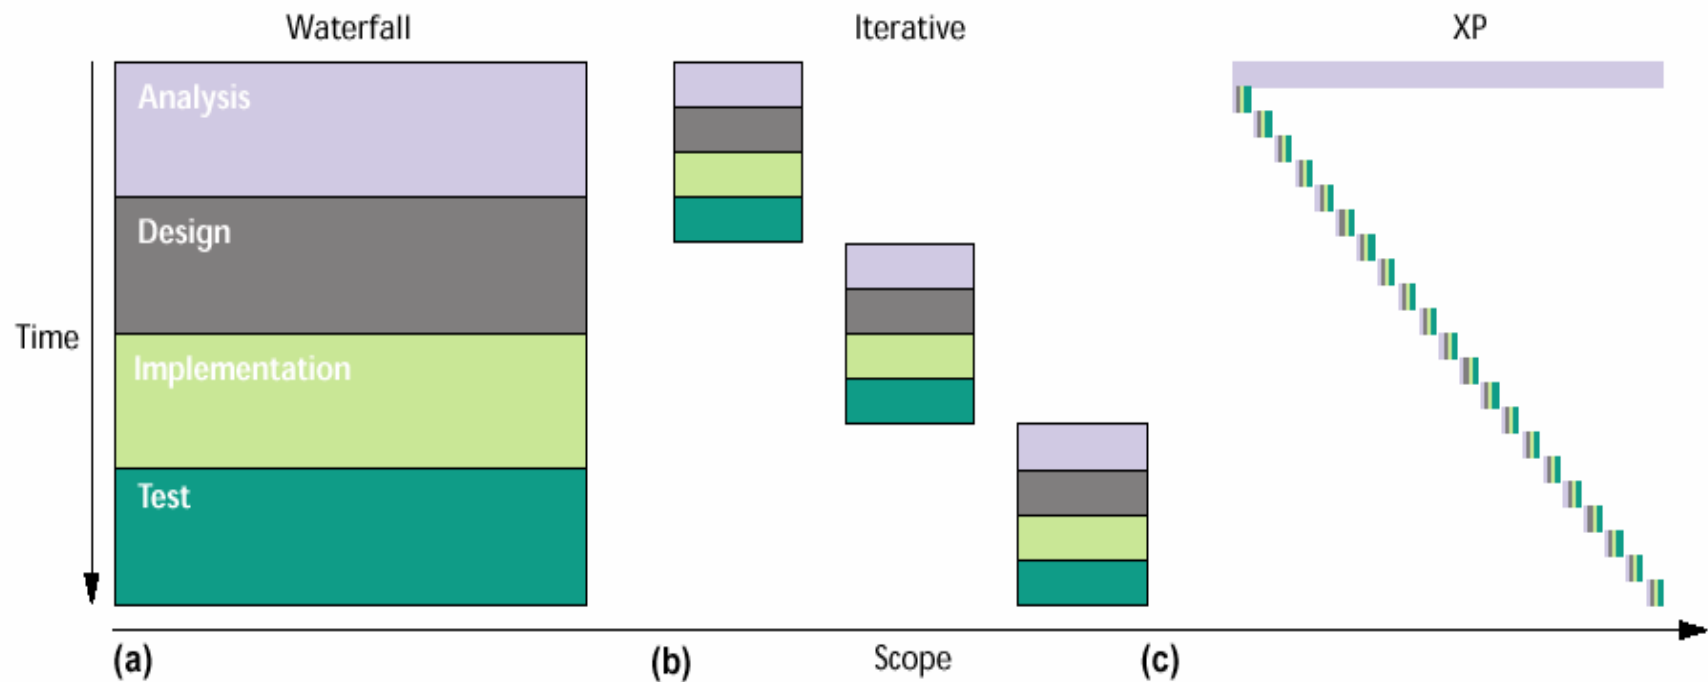 Waterfall
Iterative
XP
Analysis
Design
Time
Implementation
Test
(a)
(b)
Scope
(c)